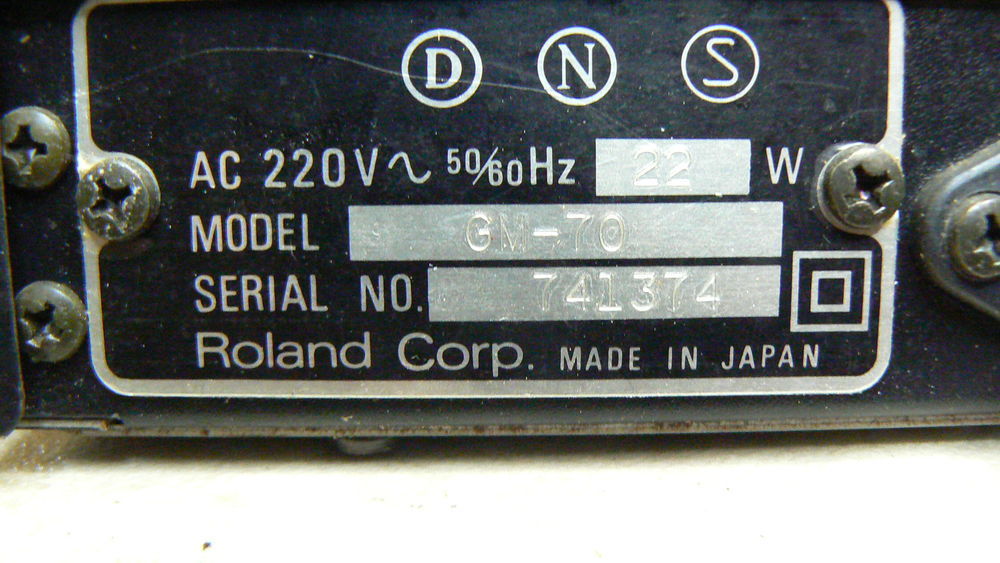 D N S
AC 220V~ 50/60Hz 22 W
MODEL GM-70
SERIAL NO. 741374
Roland Corp. MADE IN JAPAN